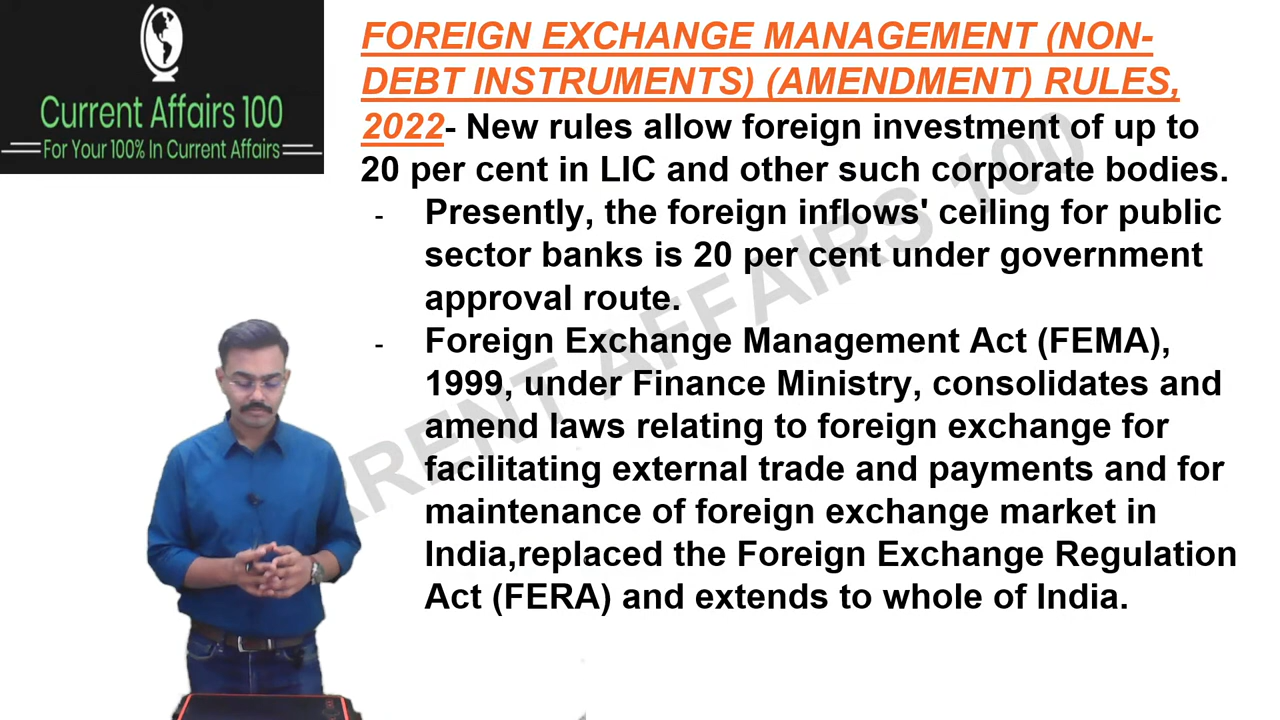 Current Affairs 100
For Your 100% In Current Affairs
FOREIGN EXCHANGE MANAGEMENT (NON-
DEBT INSTRUMENTS) (AMENDMENT) RULES,
2022- New rules allow foreign investment of up to
20 per cent in LIC and other such corporate bodies.
- Presently, the foreign inflows' ceiling for public
sector banks is 20 per cent under government
approval route.
- Foreign Exchange Management Act (FEMA),
1999, under Finance Ministry, consolidates and
amend laws relating to foreign exchange for
facilitating external trade and payments and for
maintenance of foreign exchange market in
India,replaced the Foreign Exchange Regulation
Act (FERA) and extends to whole of India.
RENT AFFAIRS 100